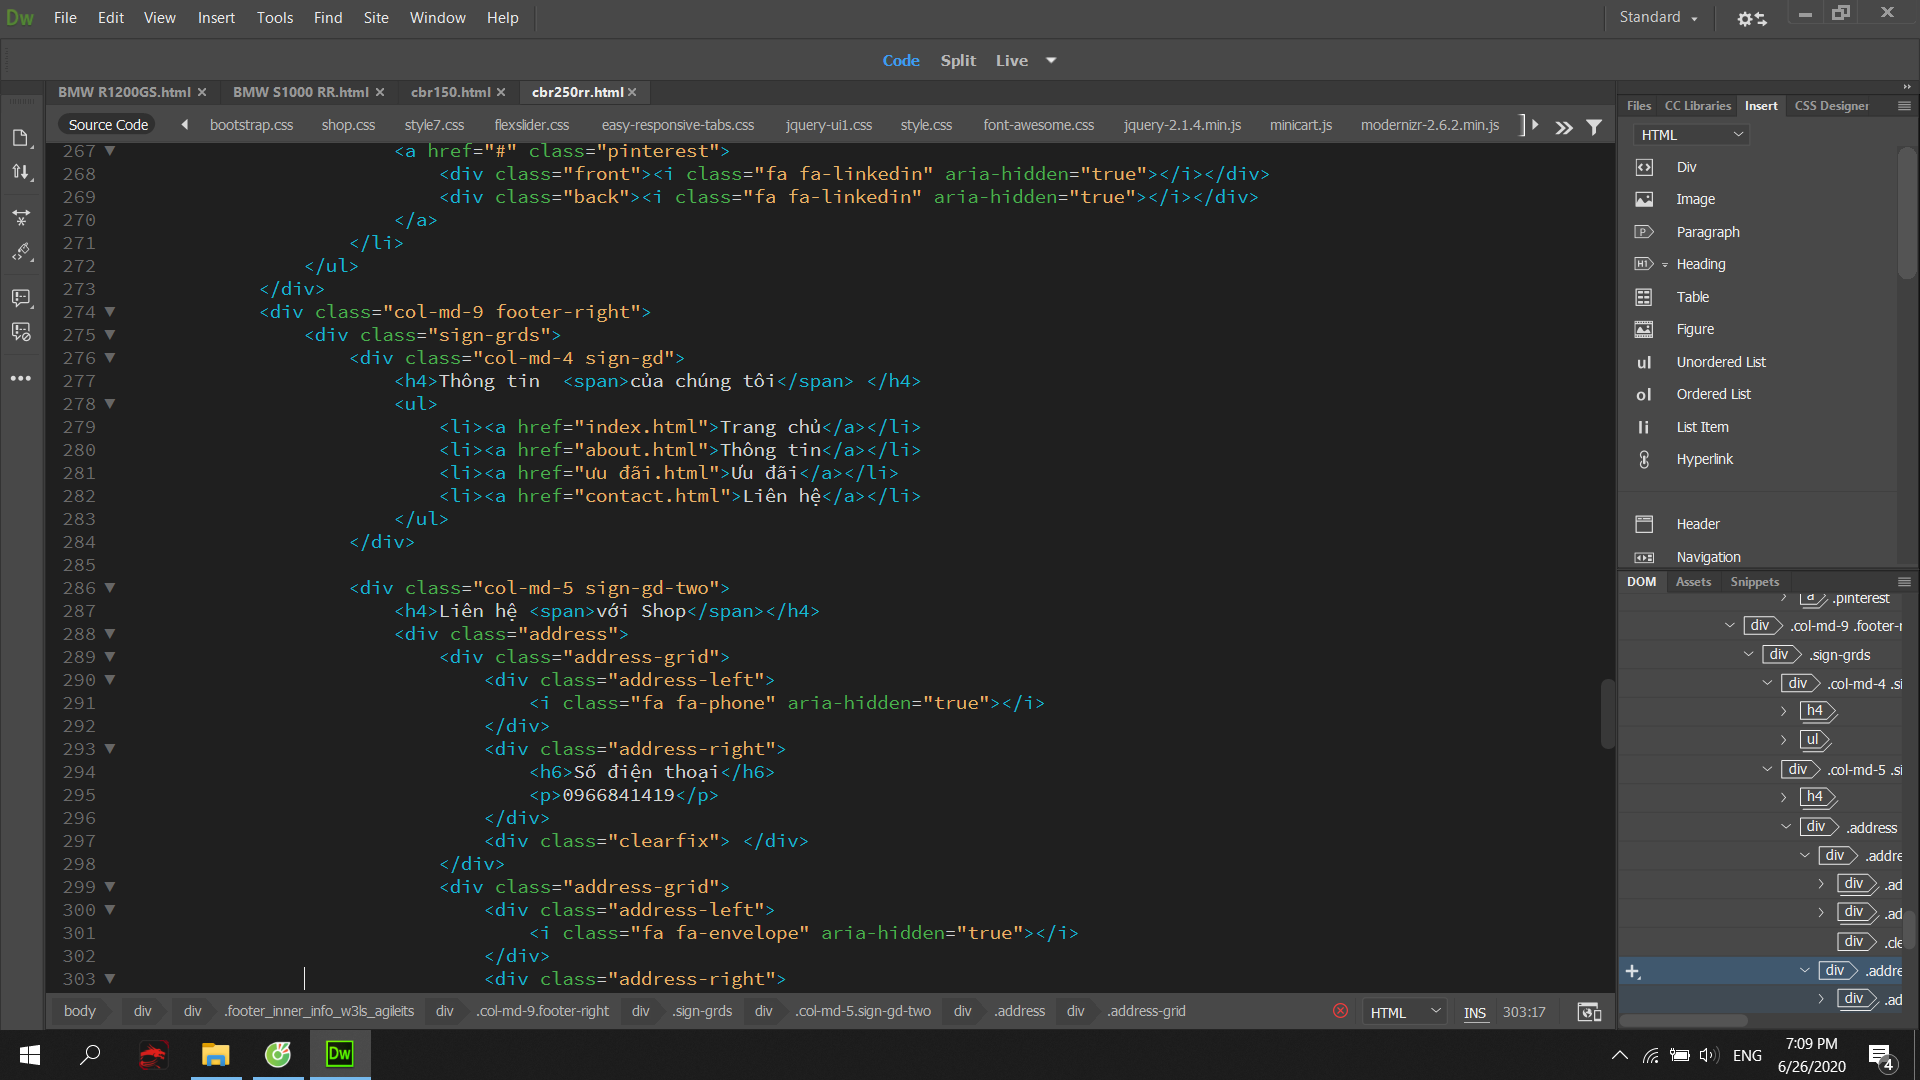 Dw File Edit View Insert Tools Find Site Window Help Standard
Code Split Live
BMW R1200GS.html BMW S1000 RR.html cbr150.html cbr250rr.html
Source Code bootstrap.css shop.css style7.css flexslider.css easy-responsive-tabs.css jquery-ui1.css style.css font-awesome.css jquery-2.1.4.min.js minicart.js modernizr-2.6.2.min.js
267 <a href="#" class="pinterest">
268 <div class="front"><i class="fa fa-linkedin" aria-hidden="true"></i></div>
269 <div class="back"><i class="fa fa-linkedin" aria-hidden="true"></i></div>
270 </a>
271 </li>
272 </ul>
273 </div>
274 <div class="col-md-9 footer-right">
275 <div class="sign-grds">
276 <div class="col-md-4 sign-gd">
277 <h4>Thông tin  <span>của chúng tôi</span> </h4>
278 <ul>
279 <li><a href="index.html">Trang chủ</a></li>
280 <li><a href="about.html">Thông tin</a></li>
281 <li><a href="ưu đãi.html">Ưu đãi</a></li>
282 <li><a href="contact.html">Liên hệ</a></li>
283 </ul>
284 </div>
285
286 <div class="col-md-5 sign-gd-two">
287 <h4>Liên hệ <span>với Shop</span></h4>
288 <div class="address">
289 <div class="address-grid">
290 <div class="address-left">
291 <i class="fa fa-phone" aria-hidden="true"></i>
292 </div>
293 <div class="address-right">
294 <h6>Số điện thoại</h6>
295 <p>0966841419</p>
296 </div>
297 <div class="clearfix"> </div>
298 </div>
299 <div class="address-grid">
300 <div class="address-left">
301 <i class="fa fa-envelope" aria-hidden="true"></i>
302 </div>
303 <div class="address-right">
body div div .footer_inner_info_w3ls_agileits div .col-md-9.footer-right div .sign-grds div .col-md-5.sign-gd-two div .address div .address-grid HTML INS 303:17
Files CC Libraries Insert CSS Designer
HTML
Div
Image
P Paragraph
H1 Heading
Table
Figure
ul Unordered List
ol Ordered List
li List Item
Hyperlink
Header
Navigation
DOM Assets Snippets
a .pinterest
div .col-md-9 .footer-r
div .sign-grds
div .col-md-4 .si
h4
ul
div .col-md-5 .si
h4
div .address
div .addre
div .ad
div .ad
div .cle
div .addre
div .ad
Dw ENG 7:09 PM
6/26/2020 4